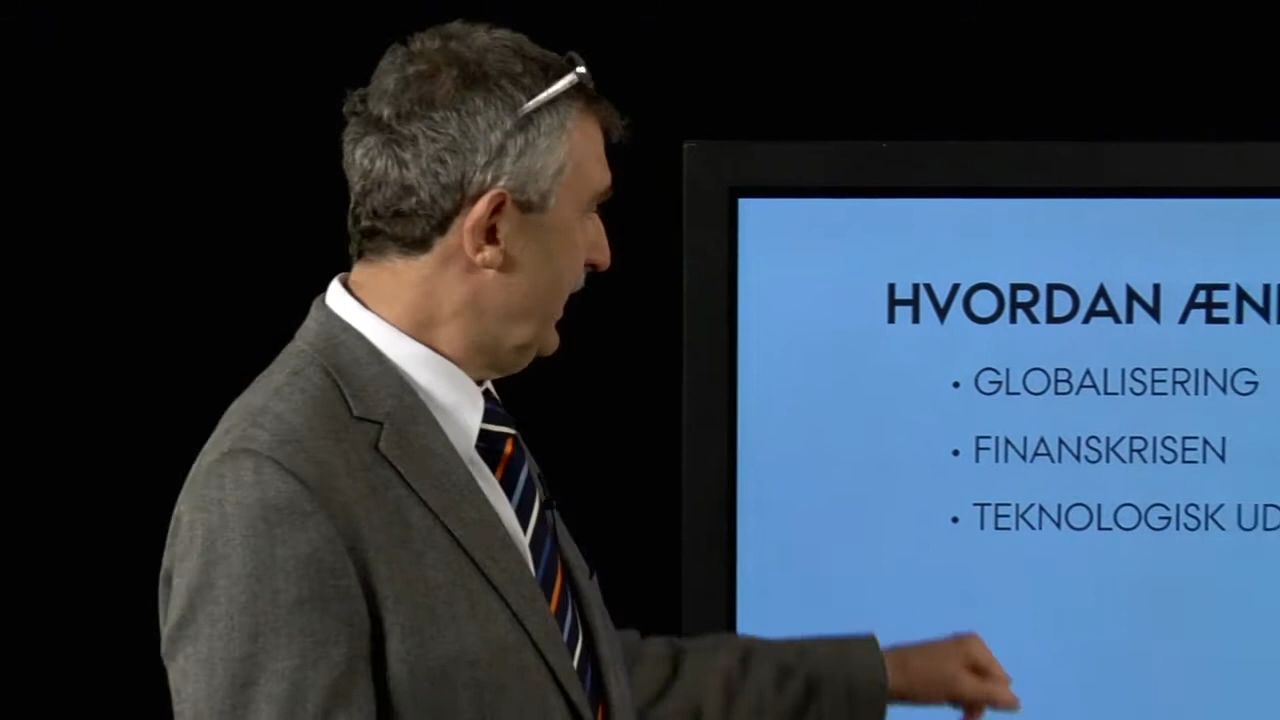 HVORDAN ÆN
• GLOBALISERING
• FINANSKRISEN
• TEKNOLOGISK UD